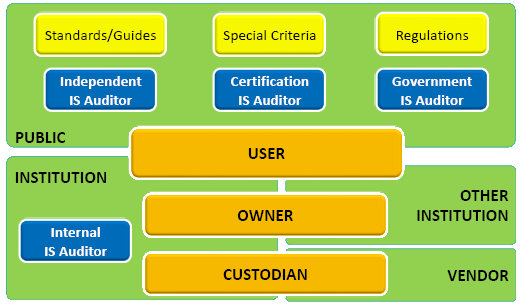 Standards/Guides
Special Criteria
Regulations
Independent
IS Auditor
Certification
IS Auditor
Government
IS Auditor
PUBLIC
USER
INSTITUTION
OWNER
OTHER
INSTITUTION
Internal
IS Auditor
CUSTODIAN
VENDOR